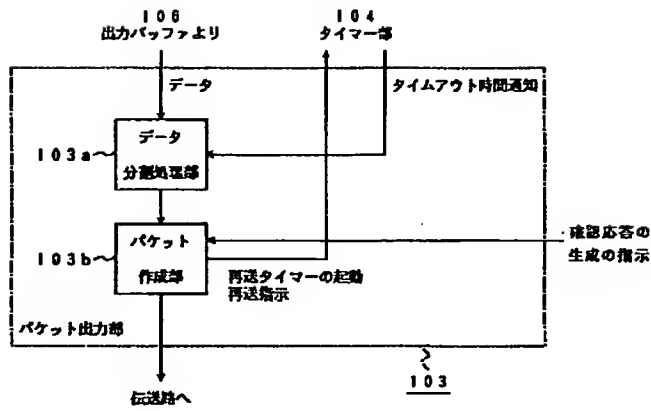 106
出力バッファより
104
タイマー部
データ
タイムアウト時間通知
103a
データ
分割処理部
103b
パケット
作成部
確認応答の
生成の指示
再送タイマーの起動
再送指示
パケット出力部
103
伝送路へ